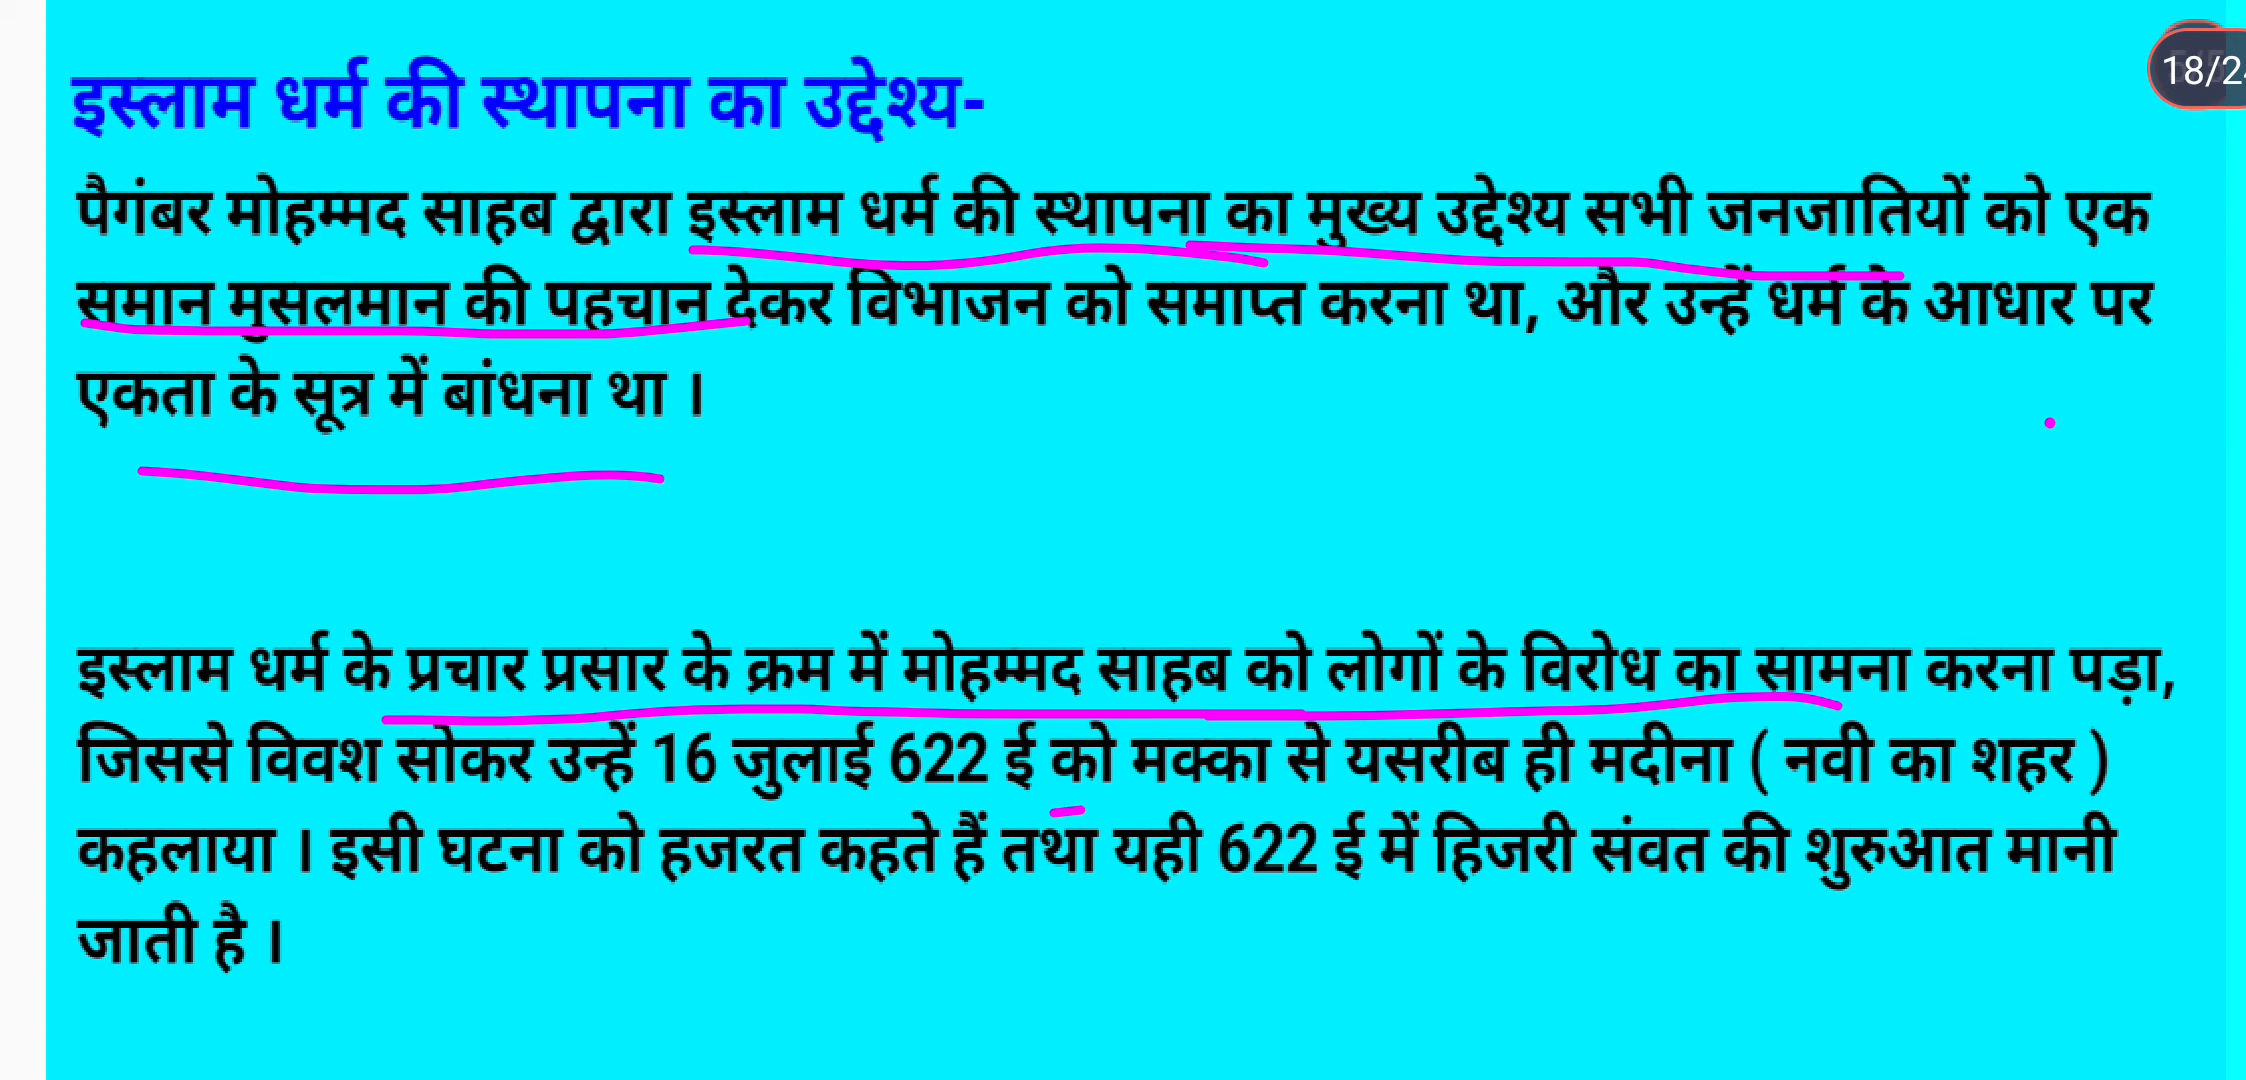 18/2
इस्लाम धर्म की स्थापना का उद्देश्य-
पैगंबर मोहम्मद साहब द्वारा इस्लाम धर्म की स्थापना का मुख्य उद्देश्य सभी जनजातियों को एक
समान मुसलमान की पहचान देकर विभाजन को समाप्त करना था, और उन्हें धर्म के आधार पर
एकता के सूत्र में बांधना था ।
इस्लाम धर्म के प्रचार प्रसार के क्रम में मोहम्मद साहब को लोगों के विरोध का सामना करना पड़ा,
जिससे विवश सोकर उन्हें 16 जुलाई 622 ई को मक्का से यसरीब ही मदीना ( नवी का शहर )
कहलाया । इसी घटना को हजरत कहते हैं तथा यही 622 ई में हिजरी संवत की शुरुआत मानी
जाती है ।